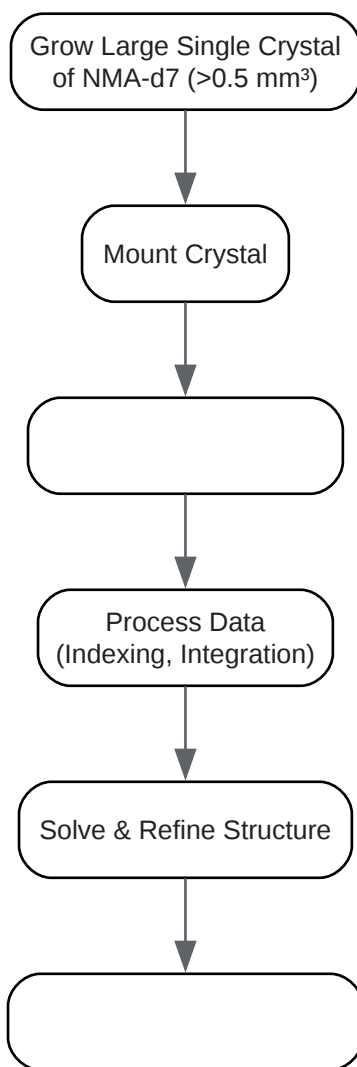 Grow Large Single Crystal
of NMA-d7 (>0.5 mm³)
Mount Crystal
Process Data
(Indexing, Integration)
Solve & Refine Structure